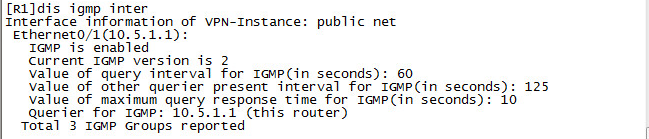 [R1]dis igmp inter
Interface information of VPN-Instance: public net
Ethernet0/1(10.5.1.1):
IGMP is enabled
Current IGMP version is 2
Value of query interval for IGMP(in seconds): 60
Value of other querier present interval for IGMP(in seconds): 125
Value of maximum query response time for IGMP(in seconds): 10
Querier for IGMP: 10.5.1.1 (this router)
Total 3 IGMP Groups reported